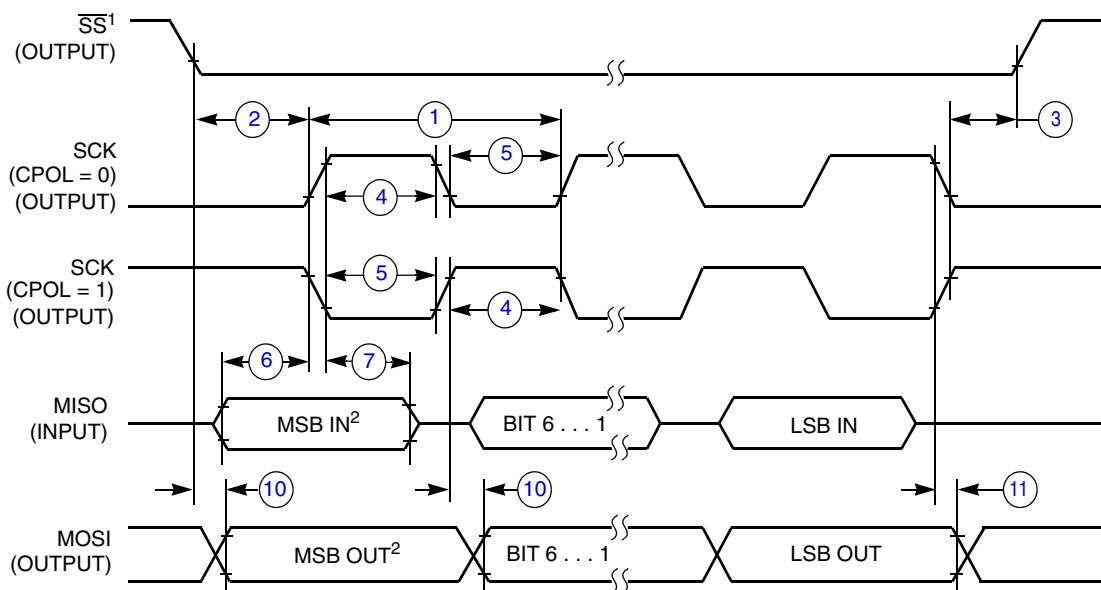 SS¹
(OUTPUT)
2
1
3
SCK
(CPOL = 0)
(OUTPUT)
5
4
SCK
(CPOL = 1)
(OUTPUT)
5
4
6
7
MISO
(INPUT)
MSB IN²
BIT 6 . . . 1
LSB IN
10
10
11
MOSI
(OUTPUT)
MSB OUT²
BIT 6 . . . 1
LSB OUT